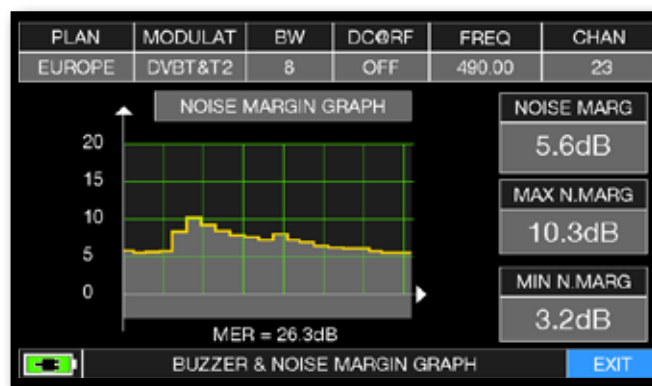 PLAN MODULAT BW DC@RF FREQ CHAN
EUROPE DVBT&T2 8 OFF 490.00 23
NOISE MARGIN GRAPH
20
15
10
5
0
MER = 26.3dB
NOISE MARG
5.6dB
MAX N.MARG
10.3dB
MIN N.MARG
3.2dB
BUZZER & NOISE MARGIN GRAPH EXIT